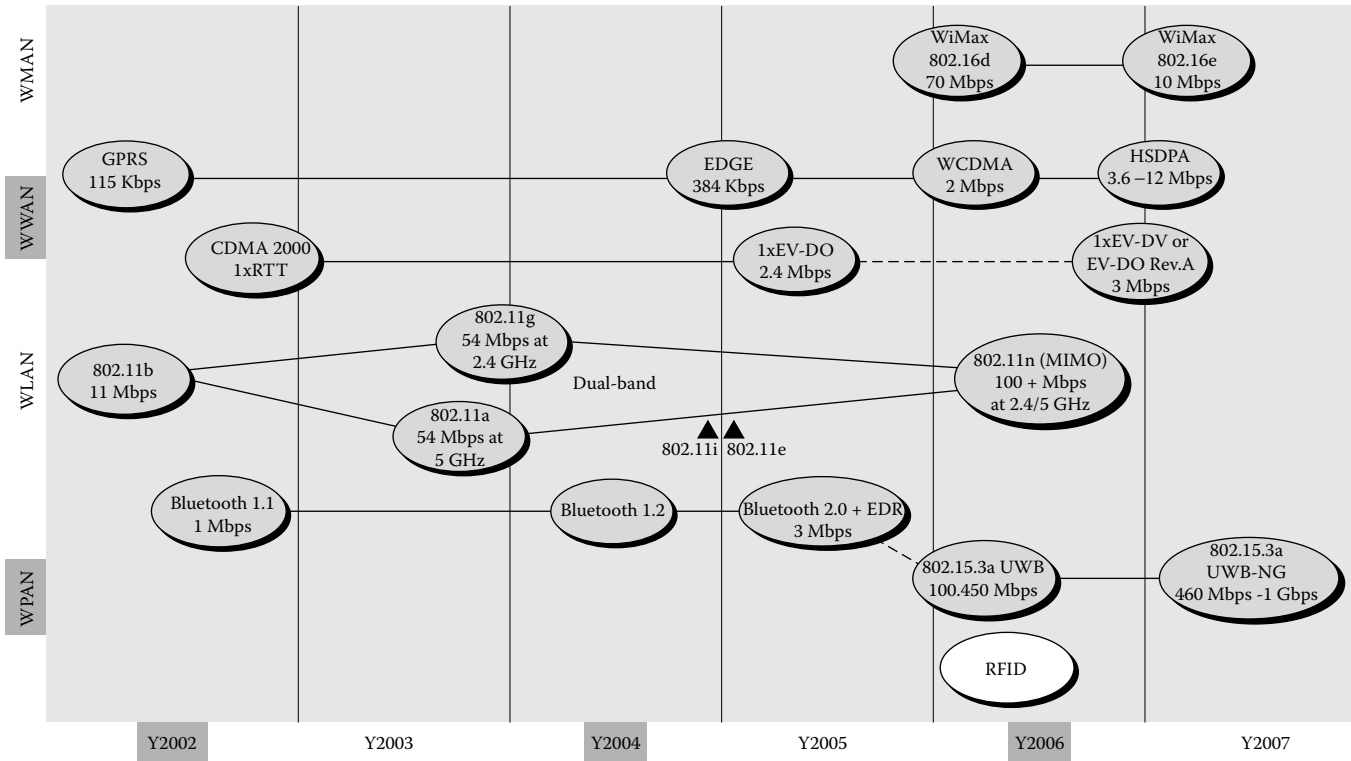 WMAN
WiMax
802.16d
70 Mbps
WiMax
802.16e
10 Mbps
WWAN
GPRS
115 Kbps
EDGE
384 Kbps
WCDMA
2 Mbps
HSDPA
3.6 –12 Mbps
CDMA 2000
1xRTT
1xEV-DO
2.4 Mbps
1xEV-DV or
EV-DO Rev.A
3 Mbps
WLAN
802.11b
11 Mbps
802.11g
54 Mbps at
2.4 GHz
Dual-band
802.11a
54 Mbps at
5 GHz
802.11i
802.11e
802.11n (MIMO)
100 + Mbps
at 2.4/5 GHz
WPAN
Bluetooth 1.1
1 Mbps
Bluetooth 1.2
Bluetooth 2.0 + EDR
3 Mbps
802.15.3a UWB
100.450 Mbps
802.15.3a
UWB-NG
460 Mbps -1 Gbps
RFID
Y2002
Y2003
Y2004
Y2005
Y2006
Y2007